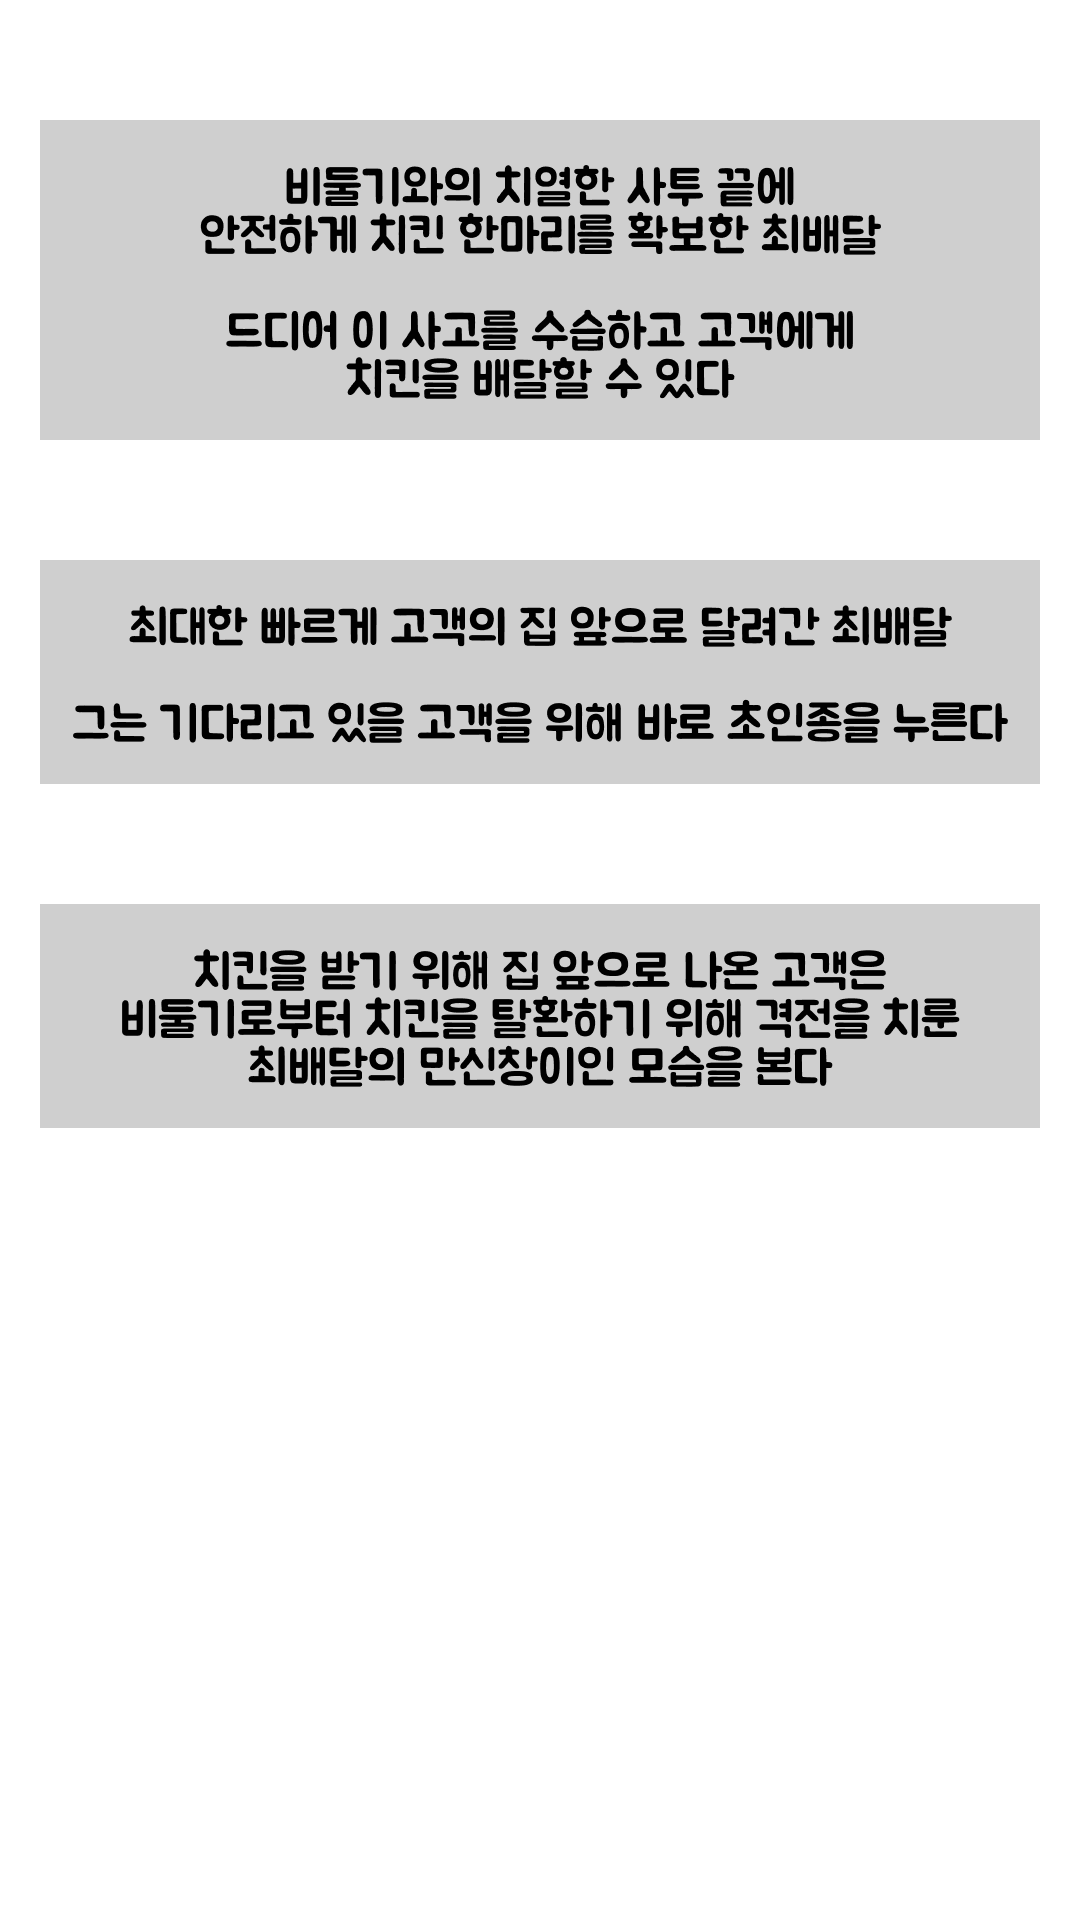 비둘기와의 치열한 사투 끝에
안전하게 치킨 한마리를 확보한 최배달
드디어 이 사고를 수습하고 고객에게
치킨을 배달할 수 있다
최대한 빠르게 고객의 집 앞으로 달려간 최배달
그는 기다리고 있을 고객을 위해 바로 초인종을 누른다
치킨을 받기 위해 집 앞으로 나온 고객은
비둘기로부터 치킨을 탈환하기 위해 격전을 치룬
최배달의 만신창이인 모습을 본다